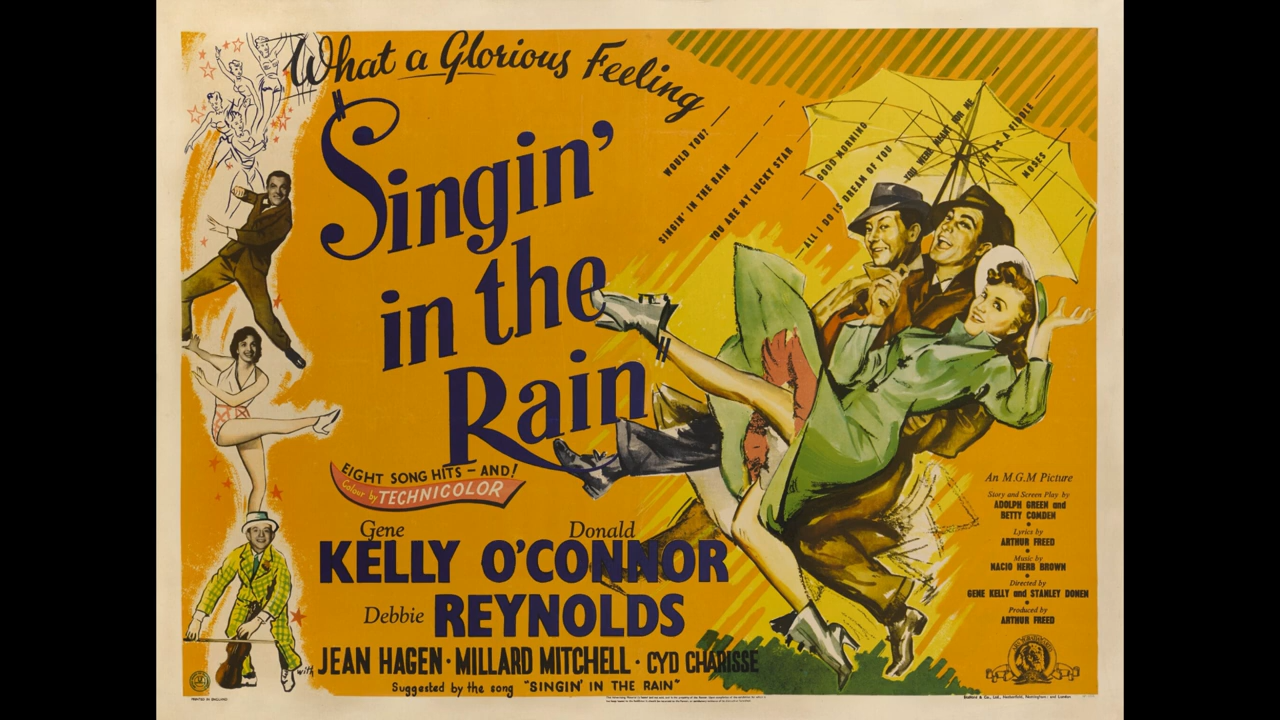 What a Glorious Feeling
Singin'
in the
Rain
WOULD YOU?
SINGIN' IN THE RAIN
YOU ARE MY LUCKY STAR
GOOD MORNING
ALL I DO IS DREAM OF YOU
YOU WERE MEANT FOR ME
FIT AS A FIDDLE
MOSES
EIGHT SONG HITS - AND!
Colour by TECHNICOLOR
Gene
KELLY
Donald
O'CONNOR
Debbie REYNOLDS
with JEAN HAGEN · MILLARD MITCHELL · CYD CHARISSE
Suggested by the song "SINGIN' IN THE RAIN"
An M.G.M Picture
Story and Screen Play by
ADOLPH GREEN and
BETTY COMDEN
Lyrics by
ARTHUR FREED
Music by
NACIO HERB BROWN
Directed by
GENE KELLY and STANLEY DONEN
Produced by
ARTHUR FREED
PRINTED IN ENGLAND